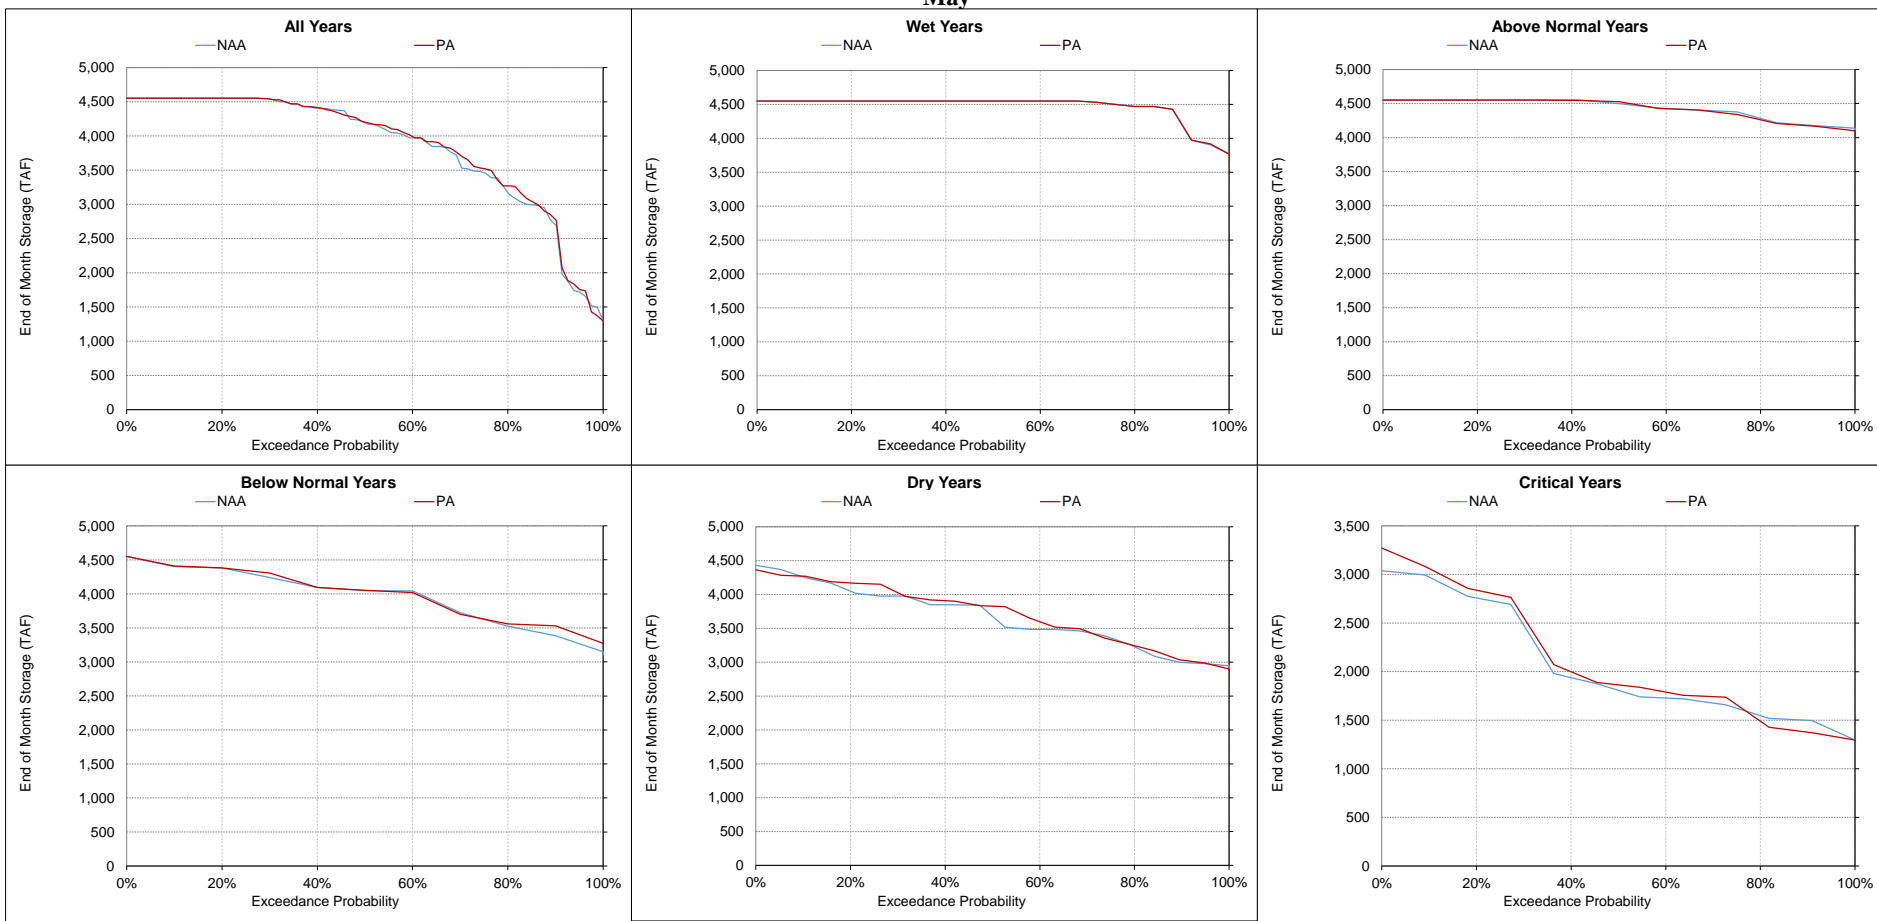 May
All Years
NAA PA
5,000
4,500
4,000
3,500
3,000
2,500
2,000
1,500
1,000
500
0
0% 20% 40% 60% 80% 100%
End of Month Storage (TAF)
Exceedance Probability
Wet Years
NAA PA
5,000
4,500
4,000
3,500
3,000
2,500
2,000
1,500
1,000
500
0
0% 20% 40% 60% 80% 100%
End of Month Storage (TAF)
Exceedance Probability
Above Normal Years
NAA PA
5,000
4,500
4,000
3,500
3,000
2,500
2,000
1,500
1,000
500
0
0% 20% 40% 60% 80% 100%
End of Month Storage (TAF)
Exceedance Probability
Below Normal Years
NAA PA
5,000
4,500
4,000
3,500
3,000
2,500
2,000
1,500
1,000
500
0
0% 20% 40% 60% 80% 100%
End of Month Storage (TAF)
Exceedance Probability
Dry Years
NAA PA
5,000
4,500
4,000
3,500
3,000
2,500
2,000
1,500
1,000
500
0
0% 20% 40% 60% 80% 100%
End of Month Storage (TAF)
Exceedance Probability
Critical Years
NAA PA
3,500
3,000
2,500
2,000
1,500
1,000
500
0
0% 20% 40% 60% 80% 100%
End of Month Storage (TAF)
Exceedance Probability